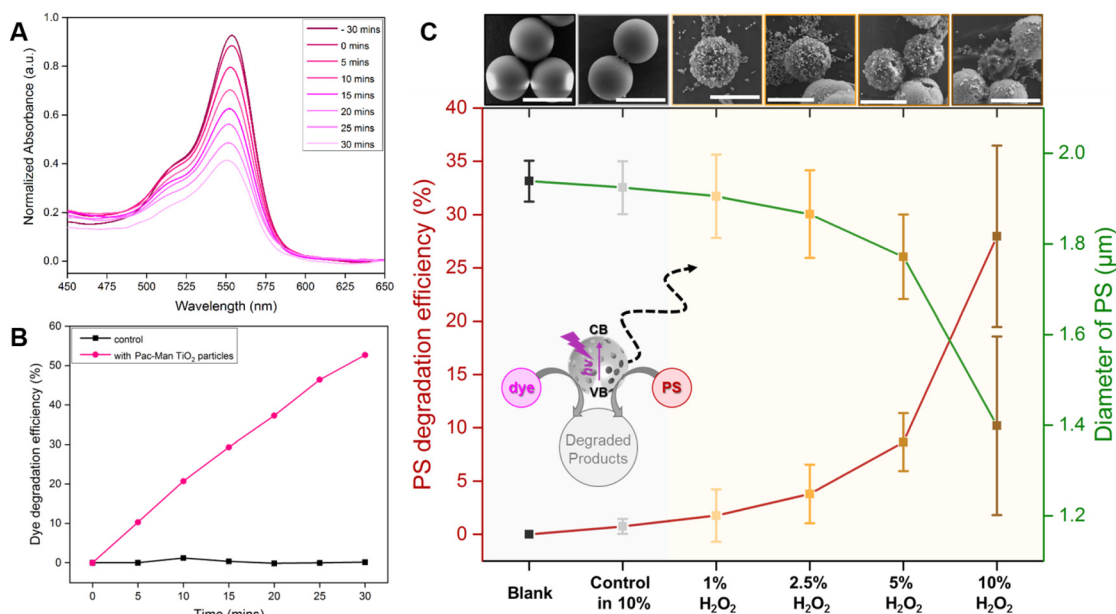 A
- 30 mins
0 mins
5 mins
10 mins
15 mins
20 mins
25 mins
30 mins
Normalized Absorbance (a.u.)
1.0
0.8
0.6
0.4
0.2
0.0
450
475
500
525
550
575
600
625
650
Wavelength (nm)
B
control
with Pac-Man TiO2 particles
Dye degradation efficiency (%)
60
50
40
30
20
10
0
0
5
10
15
20
25
30
Time (mins)
C
PS degradation efficiency (%)
40
35
30
25
20
15
10
5
0
Diameter of PS (μm)
2.0
1.8
1.6
1.4
1.2
CB
hν
VB
dye
PS
Degraded
Products
Blank
Control
in 10%
1%
H2O2
2.5%
H2O2
5%
H2O2
10%
H2O2